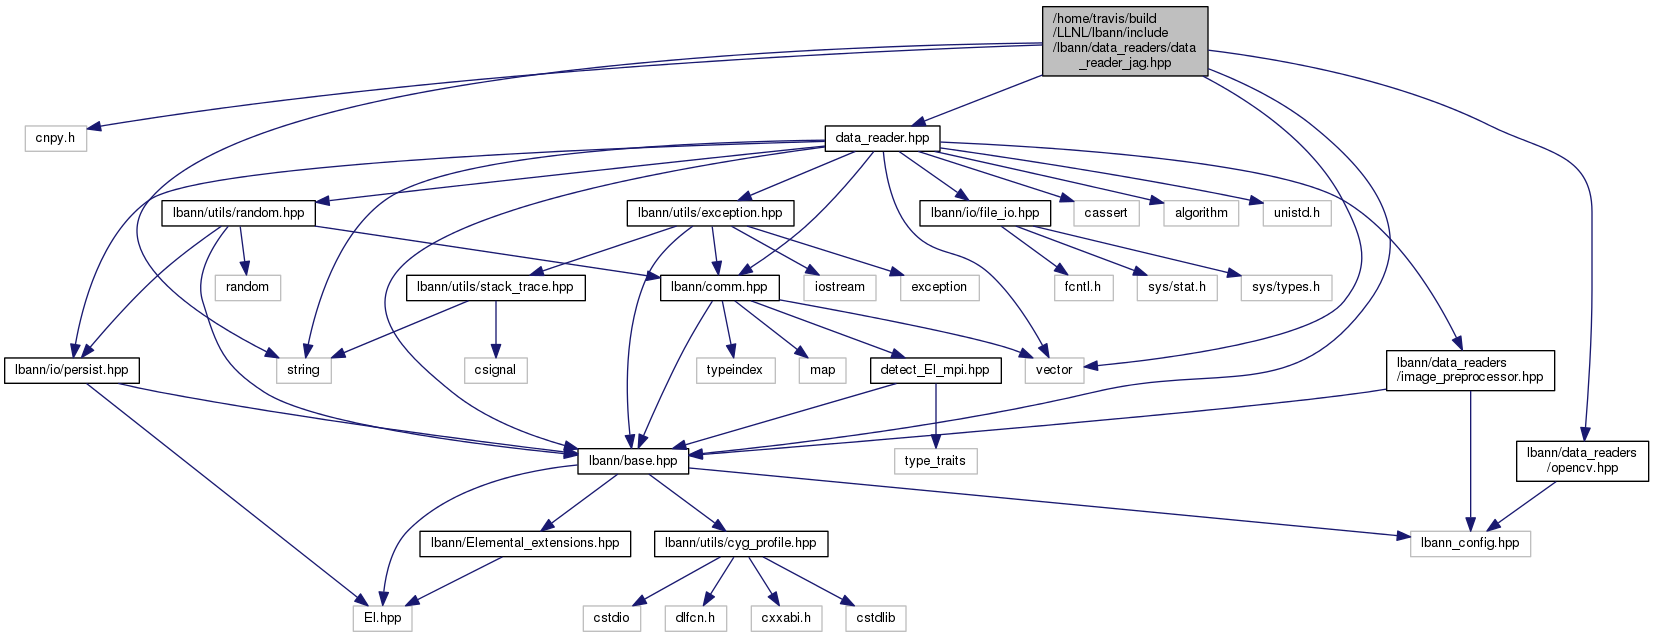 /home/travis/build
/LLNL/lbann/include
/lbann/data_readers/data
_reader_jag.hpp
cnpy.h
data_reader.hpp
lbann/utils/random.hpp
lbann/utils/exception.hpp
lbann/io/file_io.hpp
cassert
algorithm
unistd.h
random
lbann/utils/stack_trace.hpp
lbann/comm.hpp
iostream
exception
fcntl.h
sys/stat.h
sys/types.h
lbann/io/persist.hpp
string
csignal
typeindex
map
detect_El_mpi.hpp
vector
lbann/data_readers
/image_preprocessor.hpp
lbann/base.hpp
type_traits
lbann/data_readers
/opencv.hpp
lbann/Elemental_extensions.hpp
lbann/utils/cyg_profile.hpp
lbann_config.hpp
El.hpp
cstdio
dlfcn.h
cxxabi.h
cstdlib